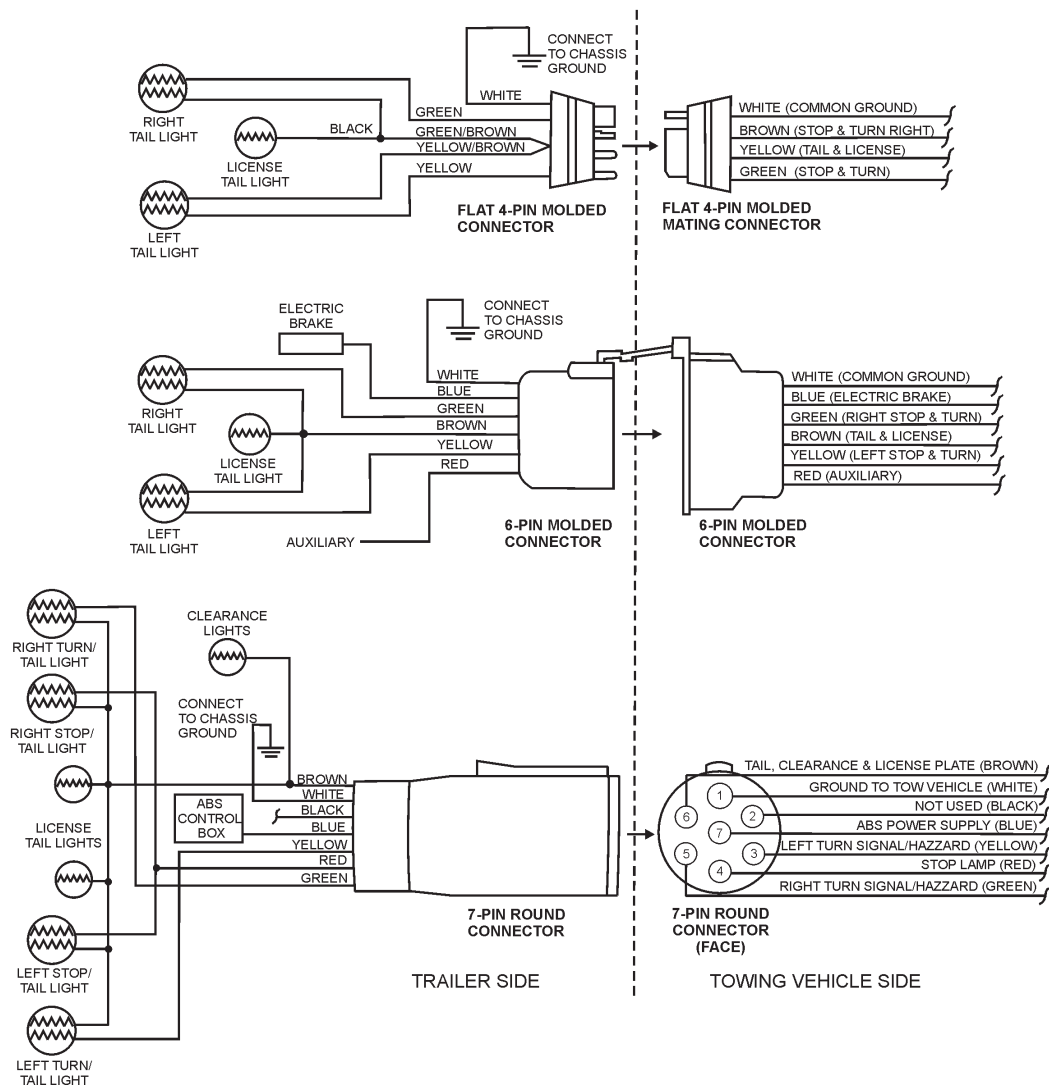 CONNECT
TO CHASSIS
GROUND
WHITE
GREEN
BLACK
GREEN/BROWN
YELLOW/BROWN
YELLOW
RIGHT
TAIL LIGHT
LICENSE
TAIL LIGHT
LEFT
TAIL LIGHT
FLAT 4-PIN MOLDED
CONNECTOR
WHITE (COMMON GROUND)
BROWN (STOP & TURN RIGHT)
YELLOW (TAIL & LICENSE)
GREEN (STOP & TURN)
FLAT 4-PIN MOLDED
MATING CONNECTOR
ELECTRIC
BRAKE
CONNECT
TO CHASSIS
GROUND
WHITE
BLUE
GREEN
BROWN
YELLOW
RED
RIGHT
TAIL LIGHT
LICENSE
TAIL LIGHT
LEFT
TAIL LIGHT
AUXILIARY
6-PIN MOLDED
CONNECTOR
WHITE (COMMON GROUND)
BLUE (ELECTRIC BRAKE)
GREEN (RIGHT STOP & TURN)
BROWN (TAIL & LICENSE)
YELLOW (LEFT STOP & TURN)
RED (AUXILIARY)
6-PIN MOLDED
CONNECTOR
RIGHT TURN/
TAIL LIGHT
RIGHT STOP/
TAIL LIGHT
LICENSE
TAIL LIGHTS
LEFT STOP/
TAIL LIGHT
LEFT TURN/
TAIL LIGHT
CLEARANCE
LIGHTS
CONNECT
TO CHASSIS
GROUND
ABS
CONTROL
BOX
BROWN
WHITE
BLACK
BLUE
YELLOW
RED
GREEN
7-PIN ROUND
CONNECTOR
1
2
3
4
5
6
7
TAIL, CLEARANCE & LICENSE PLATE (BROWN)
GROUND TO TOW VEHICLE (WHITE)
NOT USED (BLACK)
ABS POWER SUPPLY (BLUE)
LEFT TURN SIGNAL/HAZZARD (YELLOW)
STOP LAMP (RED)
RIGHT TURN SIGNAL/HAZZARD (GREEN)
7-PIN ROUND
CONNECTOR
(FACE)
TRAILER SIDE
TOWING VEHICLE SIDE